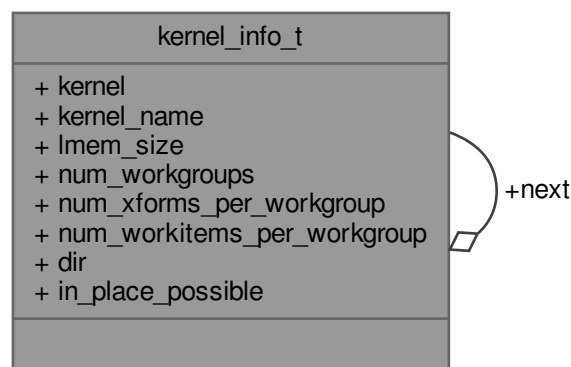 kernel_info_t
+ kernel
+ kernel_name
+ lmem_size
+ num_workgroups
+ num_xforms_per_workgroup
+ num_workitems_per_workgroup
+ dir
+ in_place_possible
+next